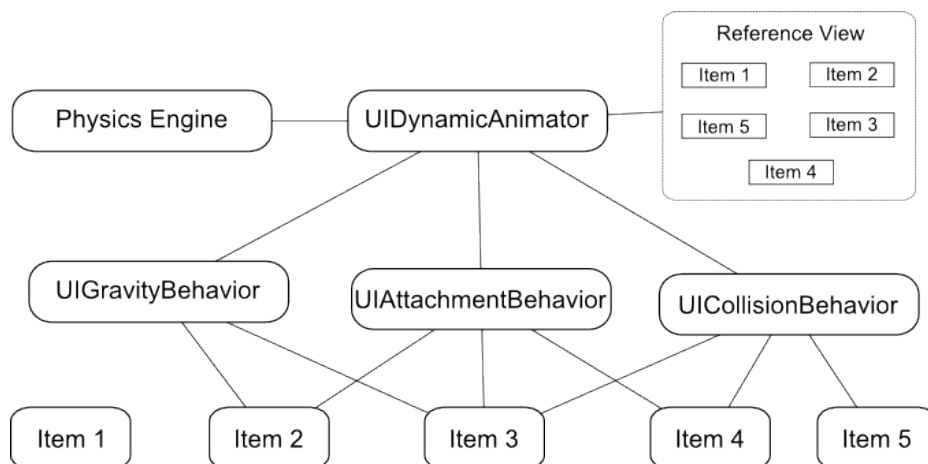 Reference View
Item 1
Item 2
Physics Engine
UIDynamicAnimator
Item 5
Item 3
Item 4
UIGravityBehavior
UIAttachmentBehavior
UICollisionBehavior
Item 1
Item 2
Item 3
Item 4
Item 5